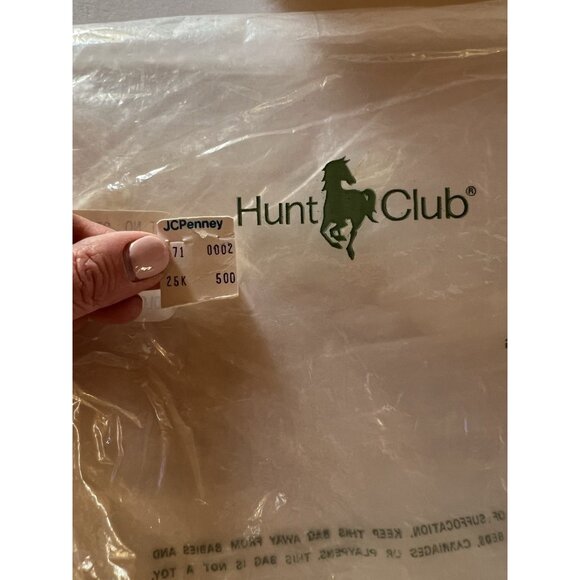 Hunt Club®
JCPenney
71 0002
25K 500
OF SUFFOCATION. KEEP THIS BAG AWAY FROM BABIES AND
BEDS, CARRIAGES OR PLAYPENS. THIS BAG IS NOT A TOY.